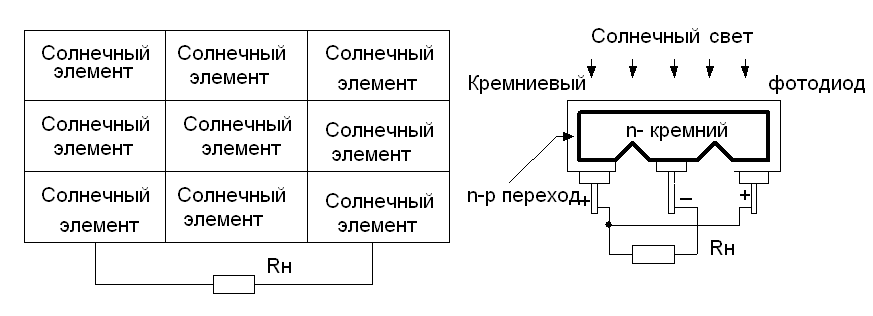 Солнечный элемент
Солнечный элемент
Солнечный элемент
Солнечный элемент
Солнечный элемент
Солнечный элемент
Солнечный элемент
Солнечный элемент
Солнечный элемент
Rн
Солнечный свет
Кремниевый фотодиод
n- кремний
n-p переход
+
–
+
Rн